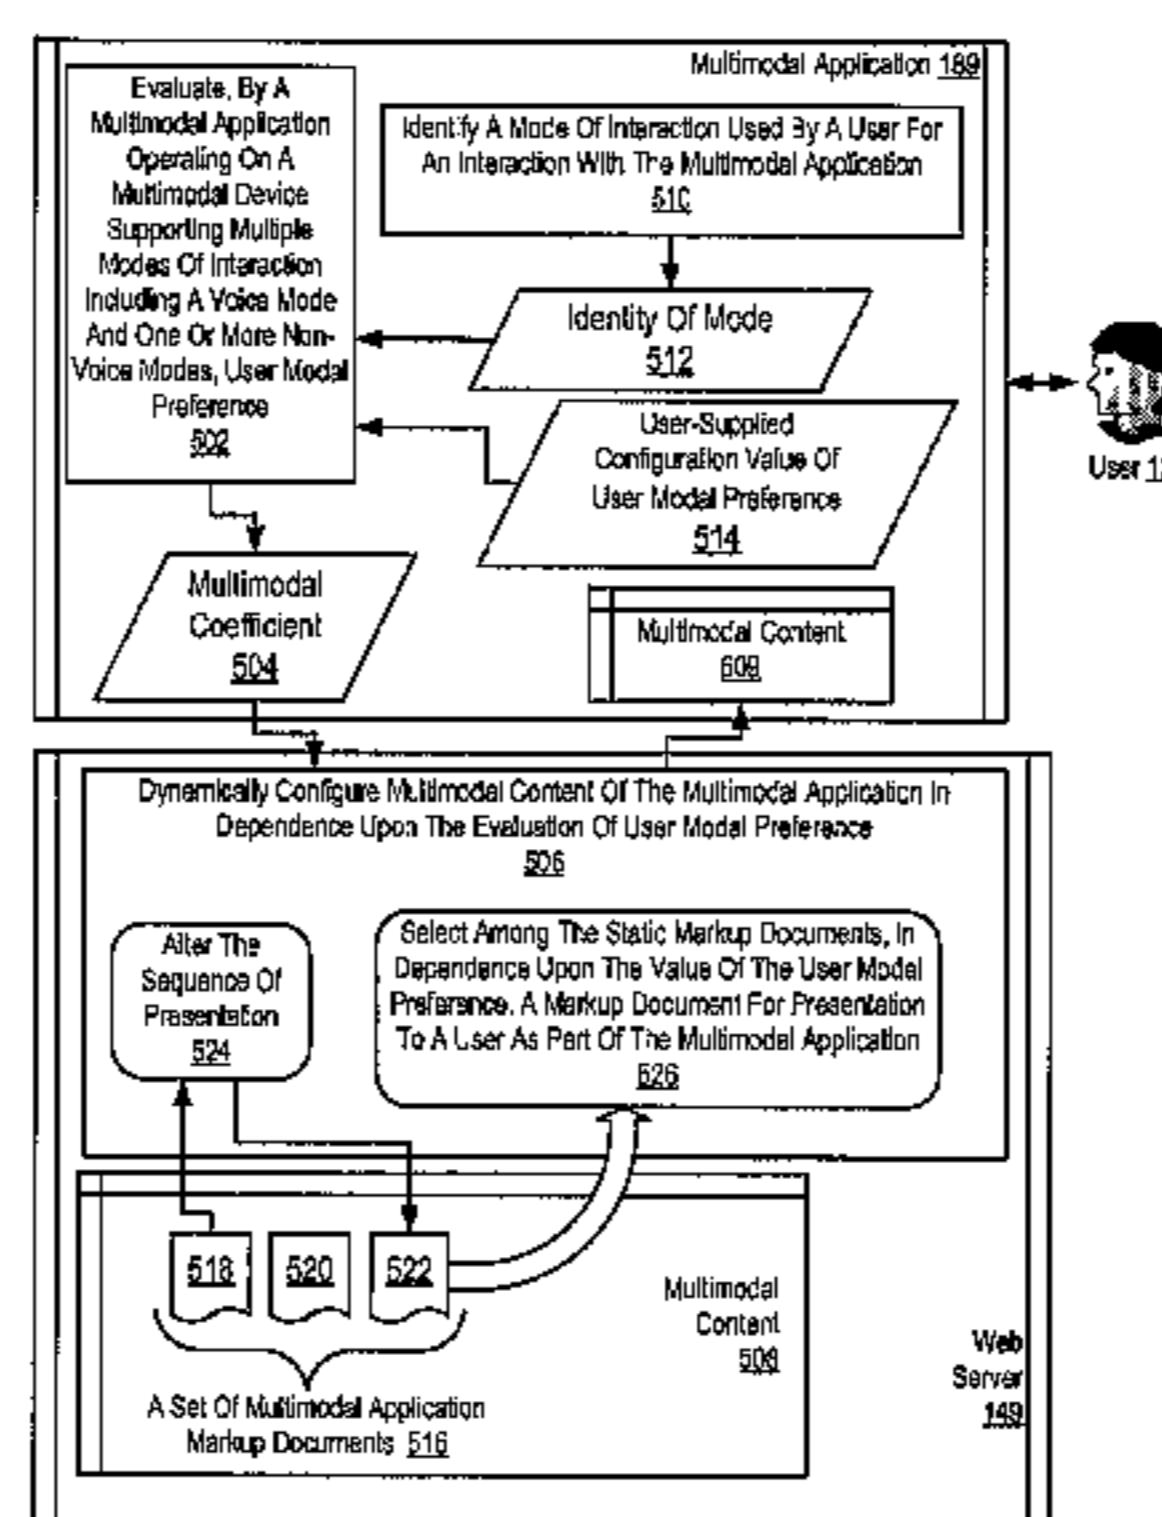 Multimodal Application 189
Evaluate, By A
Multimodal Application
Operating On A
Multimodal Device
Supporting Multiple
Modes Of Interaction
Including A Voice Mode
And One Or More Non-
Voice Modes, User Modal
Preference
502
Identify A Mode Of Interaction Used By A User For
An Interaction With The Multimodal Application
510
Identity Of Mode
512
User-Supplied
Configuration Value Of
User Modal Preference
514
User
Multimodal
Coefficient
504
Multimodal Content
609
Dynamically Configure Multimodal Content Of The Multimodal Application In
Dependence Upon The Evaluation Of User Modal Preference
506
Alter The
Sequence Of
Presentation
524
Select Among The Static Markup Documents, In
Dependence Upon The Value Of The User Modal
Preference, A Markup Document For Presentation
To A User As Part Of The Multimodal Application
526
518 520 522
Multimodal
Content
508
A Set Of Multimodal Application
Markup Documents 516
Web
Server
149